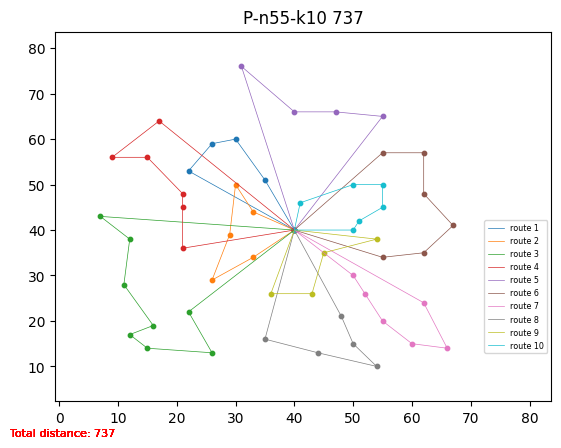 P-n55-k10 737
80
70
60
50
40
30
20
10
0 10 20 30 40 50 60 70 80
route 1
route 2
route 3
route 4
route 5
route 6
route 7
route 8
route 9
route 10
Total distance: 737